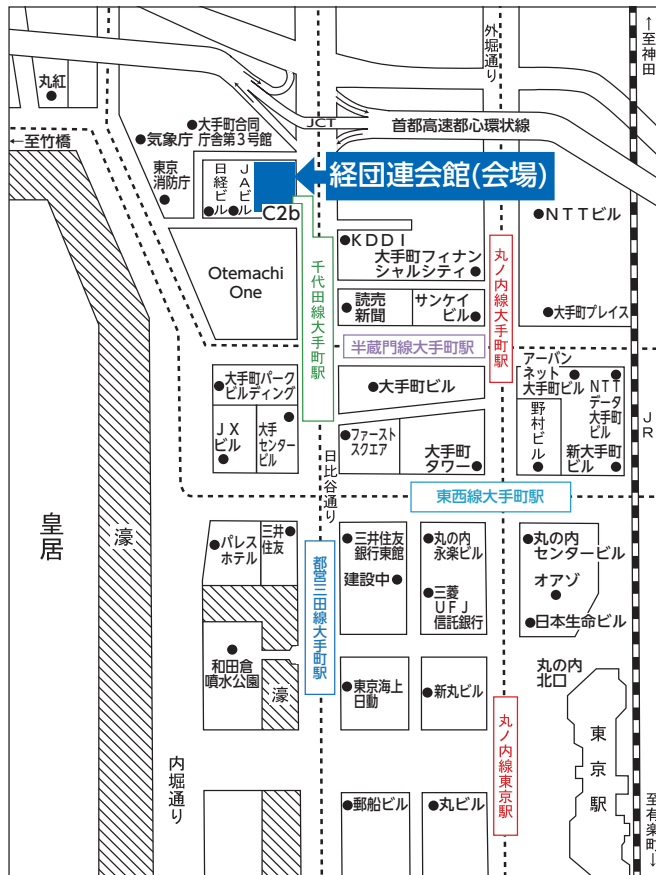 丸紅
外堀通り
↑至神田
JCT
首都高速都心環状線
●大手町合同
●気象庁 庁舎第3号館
←至竹橋
東京
消防庁
日経ビル
JAビル
経団連会館(会場)
C2b
NTTビル
KDDI
大手町フィナン
シャルシティ
Otemachi
One
千代田線大手町駅
丸ノ内線大手町駅
読売
新聞
サンケイ
ビル
大手町プレイス
半蔵門線大手町駅
大手町パーク
ビルディング
大手町ビル
アーバン
ネット
大手町ビル
NTT
データ
大手町
ビル
野村ビル
新大手町
ビル
JR
JX
ビル
大手
センター
ビル
ファースト
スクエア
大手町
タワー
日比谷通り
東西線大手町駅
皇居
濠
パレス
ホテル
三井
住友
都営三田線大手町駅
三井住友
銀行東館
建設中
丸の内
永楽ビル
三菱
UFJ
信託銀行
丸の内
センタービル
オアゾ
日本生命ビル
和田倉
噴水公園
濠
東京海上
日動
新丸ビル
丸の内
北口
丸ノ内線東京駅
東京駅
内堀通り
郵船ビル
丸ビル
至有楽町↓